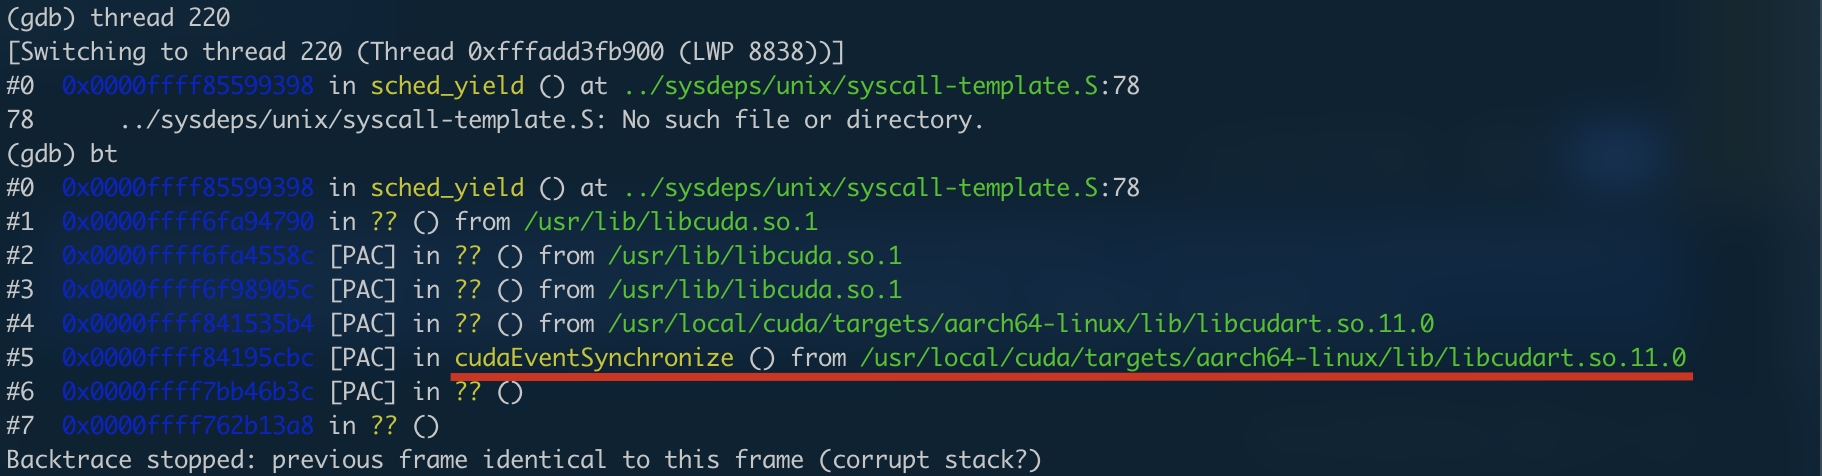 (gdb) thread 220
[Switching to thread 220 (Thread 0xfffadd3fb900 (LWP 8838))]
#0  0x0000ffff85599398 in sched_yield () at ../sysdeps/unix/syscall-template.S:78
78      ../sysdeps/unix/syscall-template.S: No such file or directory.
(gdb) bt
#0  0x0000ffff85599398 in sched_yield () at ../sysdeps/unix/syscall-template.S:78
#1  0x0000ffff6fa94790 in ?? () from /usr/lib/libcuda.so.1
#2  0x0000ffff6fa4558c [PAC] in ?? () from /usr/lib/libcuda.so.1
#3  0x0000ffff6f98905c [PAC] in ?? () from /usr/lib/libcuda.so.1
#4  0x0000ffff841535b4 [PAC] in ?? () from /usr/local/cuda/targets/aarch64-linux/lib/libcudart.so.11.0
#5  0x0000ffff84195cbc [PAC] in cudaEventSynchronize () from /usr/local/cuda/targets/aarch64-linux/lib/libcudart.so.11.0
#6  0x0000ffff7bb46b3c [PAC] in ?? ()
#7  0x0000ffff762b13a8 in ?? ()
Backtrace stopped: previous frame identical to this frame (corrupt stack?)